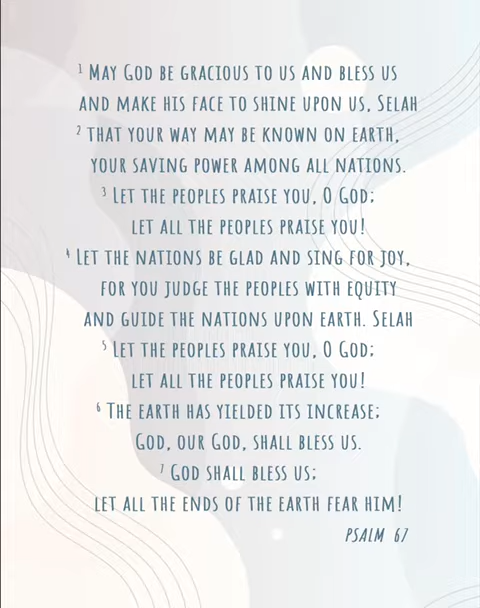 ¹ May God be gracious to us and bless us
and make his face to shine upon us, Selah
² that your way may be known on earth,
your saving power among all nations.
³ Let the peoples praise you, O God;
let all the peoples praise you!
⁴ Let the nations be glad and sing for joy,
for you judge the peoples with equity
and guide the nations upon earth. Selah
⁵ Let the peoples praise you, O God;
let all the peoples praise you!
⁶ The earth has yielded its increase;
God, our God, shall bless us.
⁷ God shall bless us;
let all the ends of the earth fear him!
Psalm 67